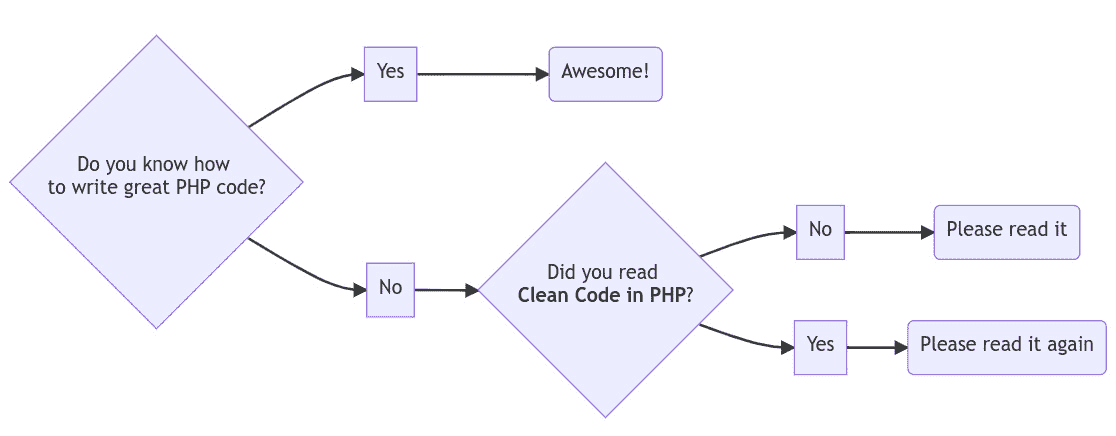 Do you know how
to write great PHP code?
Yes
Awesome!
No
Did you read
Clean Code in PHP?
No
Please read it
Yes
Please read it again